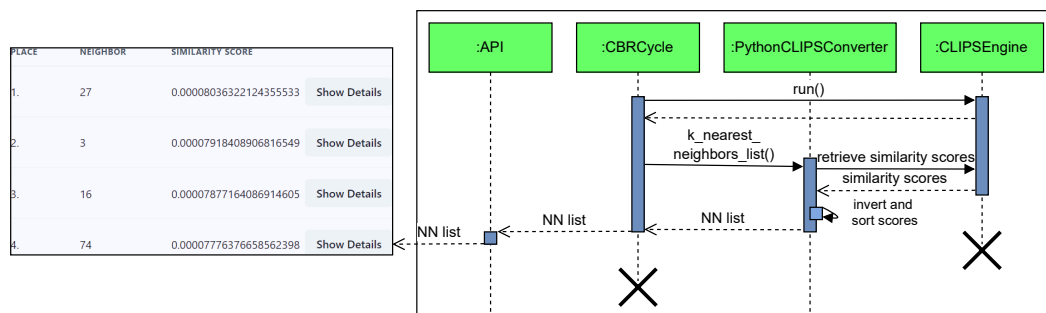 PLACE NEIGHBOR SIMILARITY SCORE
1. 27 0.00008036322124355533 Show Details
2. 3 0.00007918408906816549 Show Details
3. 16 0.00007877164086914605 Show Details
4. 74 0.00007776376658562398 Show Details
:API :CBRCycle :PythonCLIPSConverter :CLIPSEngine
run()
k_nearest_
neighbors_list()
retrieve similarity scores
similarity scores
invert and
sort scores
NN list
NN list
NN list